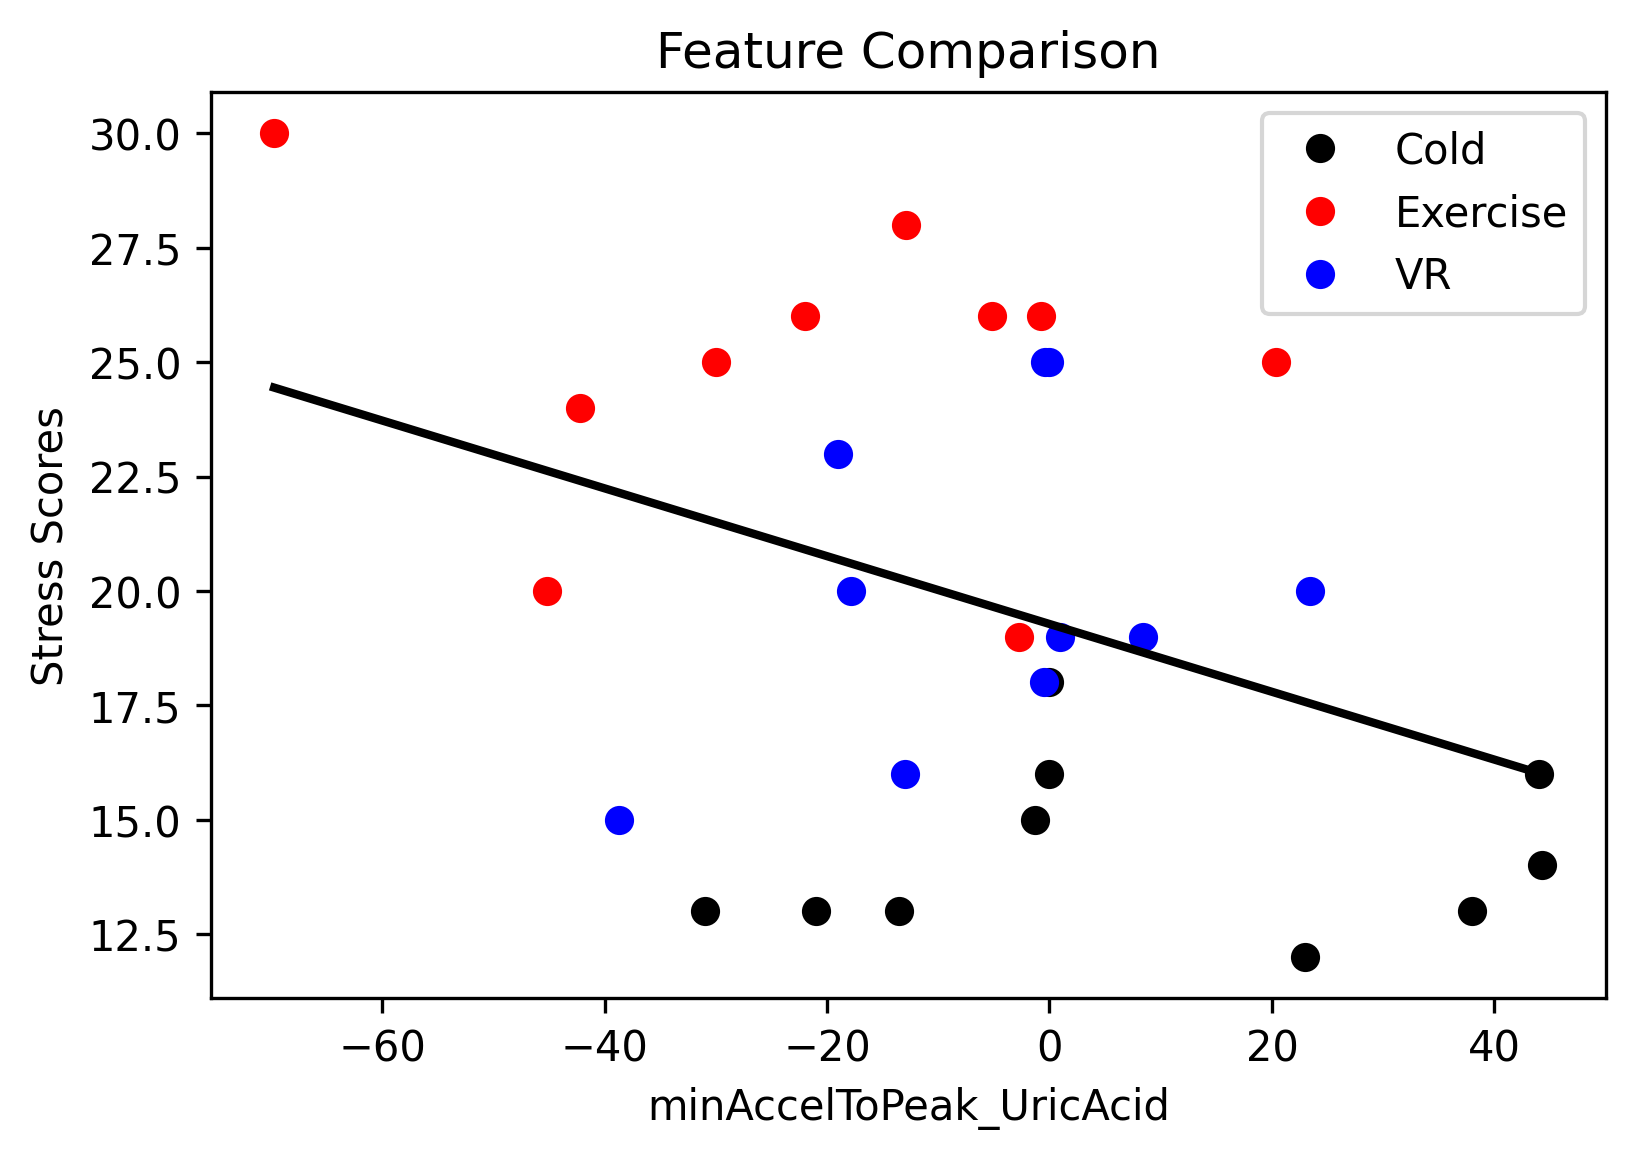 Feature Comparison
Cold
Exercise
VR
30.0
27.5
25.0
22.5
20.0
17.5
15.0
12.5
Stress Scores
−60 −40 −20 0 20 40
minAccelToPeak_UricAcid